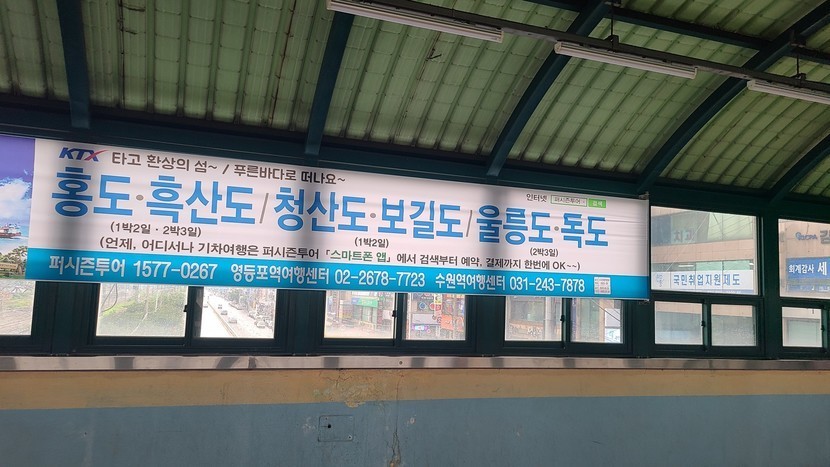 KTX 타고 환상의 섬~ / 푸른바다로 떠나요~
인터넷 퍼시즌투어 검색
홍도·흑산도/청산도·보길도/울릉도·독도
(1박2일 · 2박3일) (1박2일) (2박3일)
(언제, 어디서나 기차여행은 퍼시즌투어 「스마트폰 앱」에서 검색부터 예약, 결제까지 한번에 OK~~)
퍼시즌투어 1577-0267 영등포역여행센터 02-2678-7723 수원역여행센터 031-243-7878
국민취업지원제도
회계감사 세